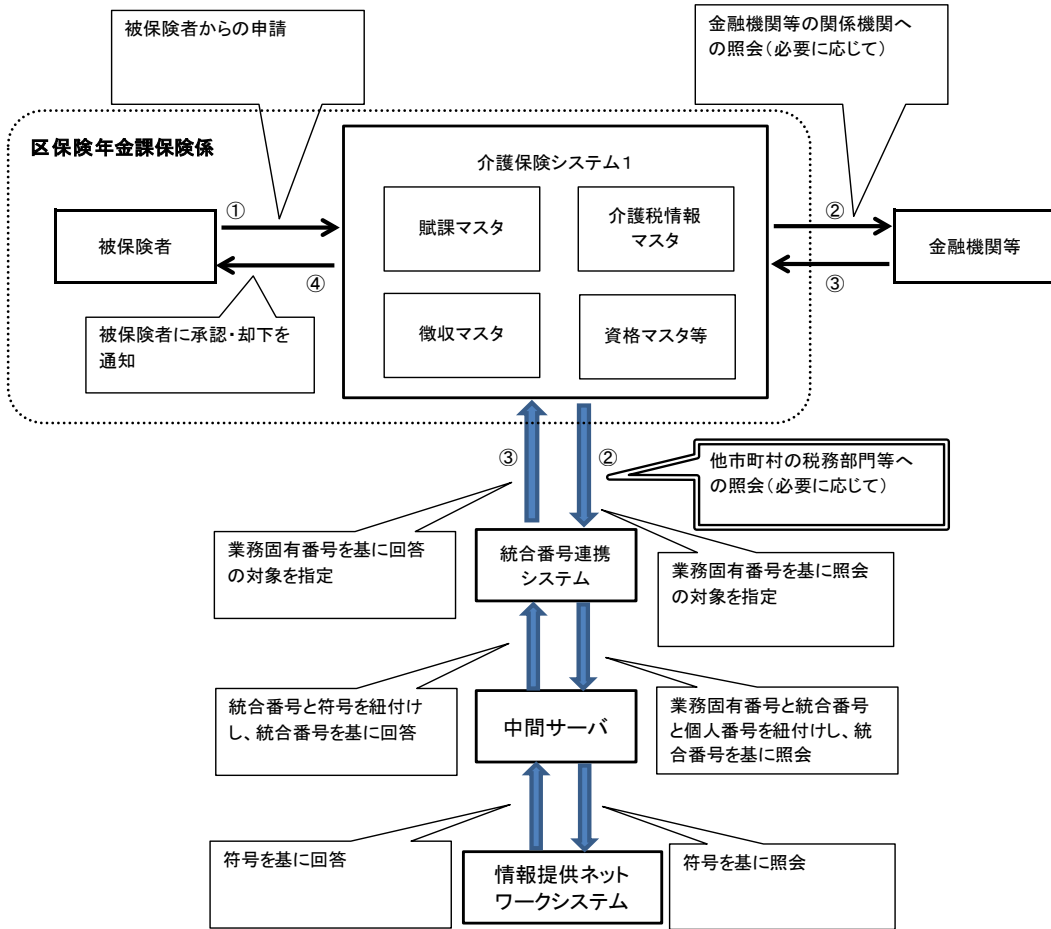 被保険者からの申請
金融機関等の関係機関へ
の照会（必要に応じて）
区保険年金課保険係
介護保険システム１
賦課マスタ
介護税情報
マスタ
徴収マスタ
資格マスタ等
①
②
被保険者
金融機関等
④
③
被保険者に承認・却下を
通知
③
②
他市町村の税務部門等へ
の照会（必要に応じて）
業務固有番号を基に回答
の対象を指定
統合番号連携
システム
業務固有番号を基に照会
の対象を指定
統合番号と符号を紐付け
し、統合番号を基に回答
中間サーバ
業務固有番号と統合番号
と個人番号を紐付けし、統
合番号を基に照会
符号を基に回答
情報提供ネット
ワークシステム
符号を基に照会